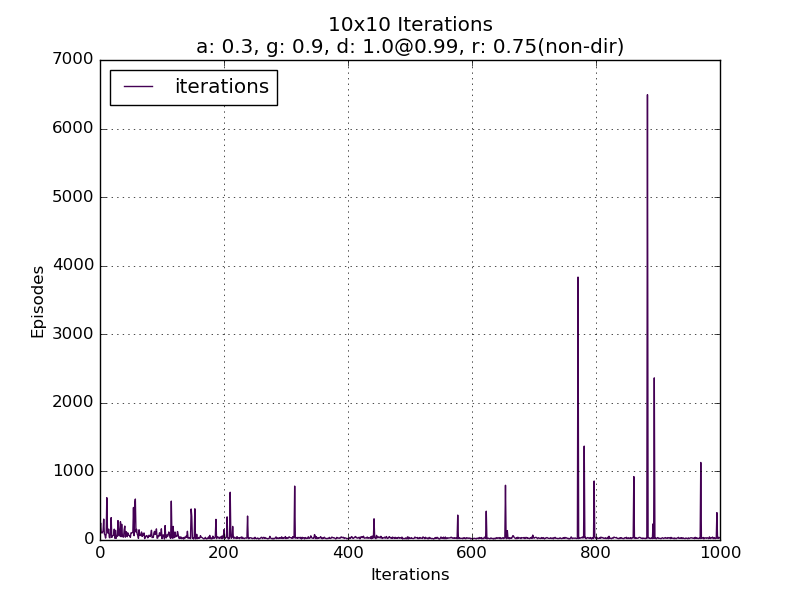 10x10 Iterations
a: 0.3, g: 0.9, d: 1.0@0.99, r: 0.75(non-dir)
iterations
7000
6000
5000
4000
3000
2000
1000
0
Episodes
0 200 400 600 800 1000
Iterations